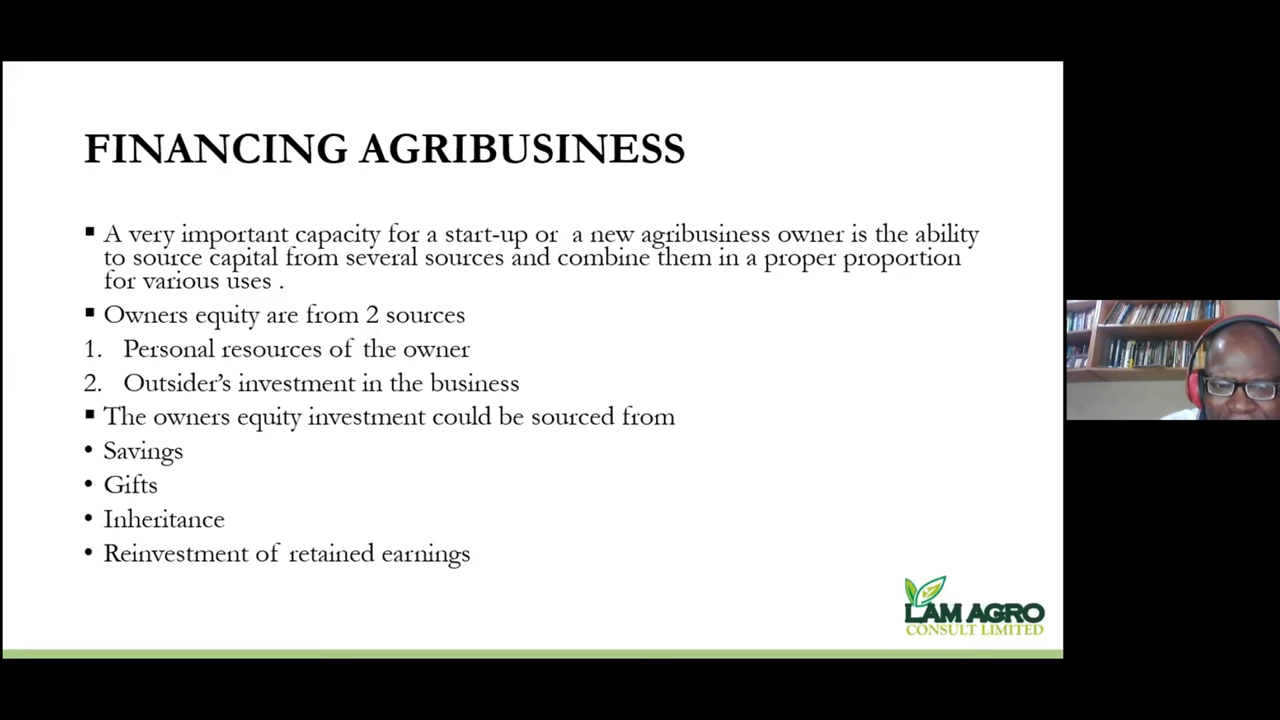 FINANCING AGRIBUSINESS
▪ A very important capacity for a start-up or a new agribusiness owner is the ability
to source capital from several sources and combine them in a proper proportion
for various uses .
▪ Owners equity are from 2 sources
1. Personal resources of the owner
2. Outsider's investment in the business
▪ The owners equity investment could be sourced from
• Savings
• Gifts
• Inheritance
• Reinvestment of retained earnings
LAM AGRO
CONSULT LIMITED